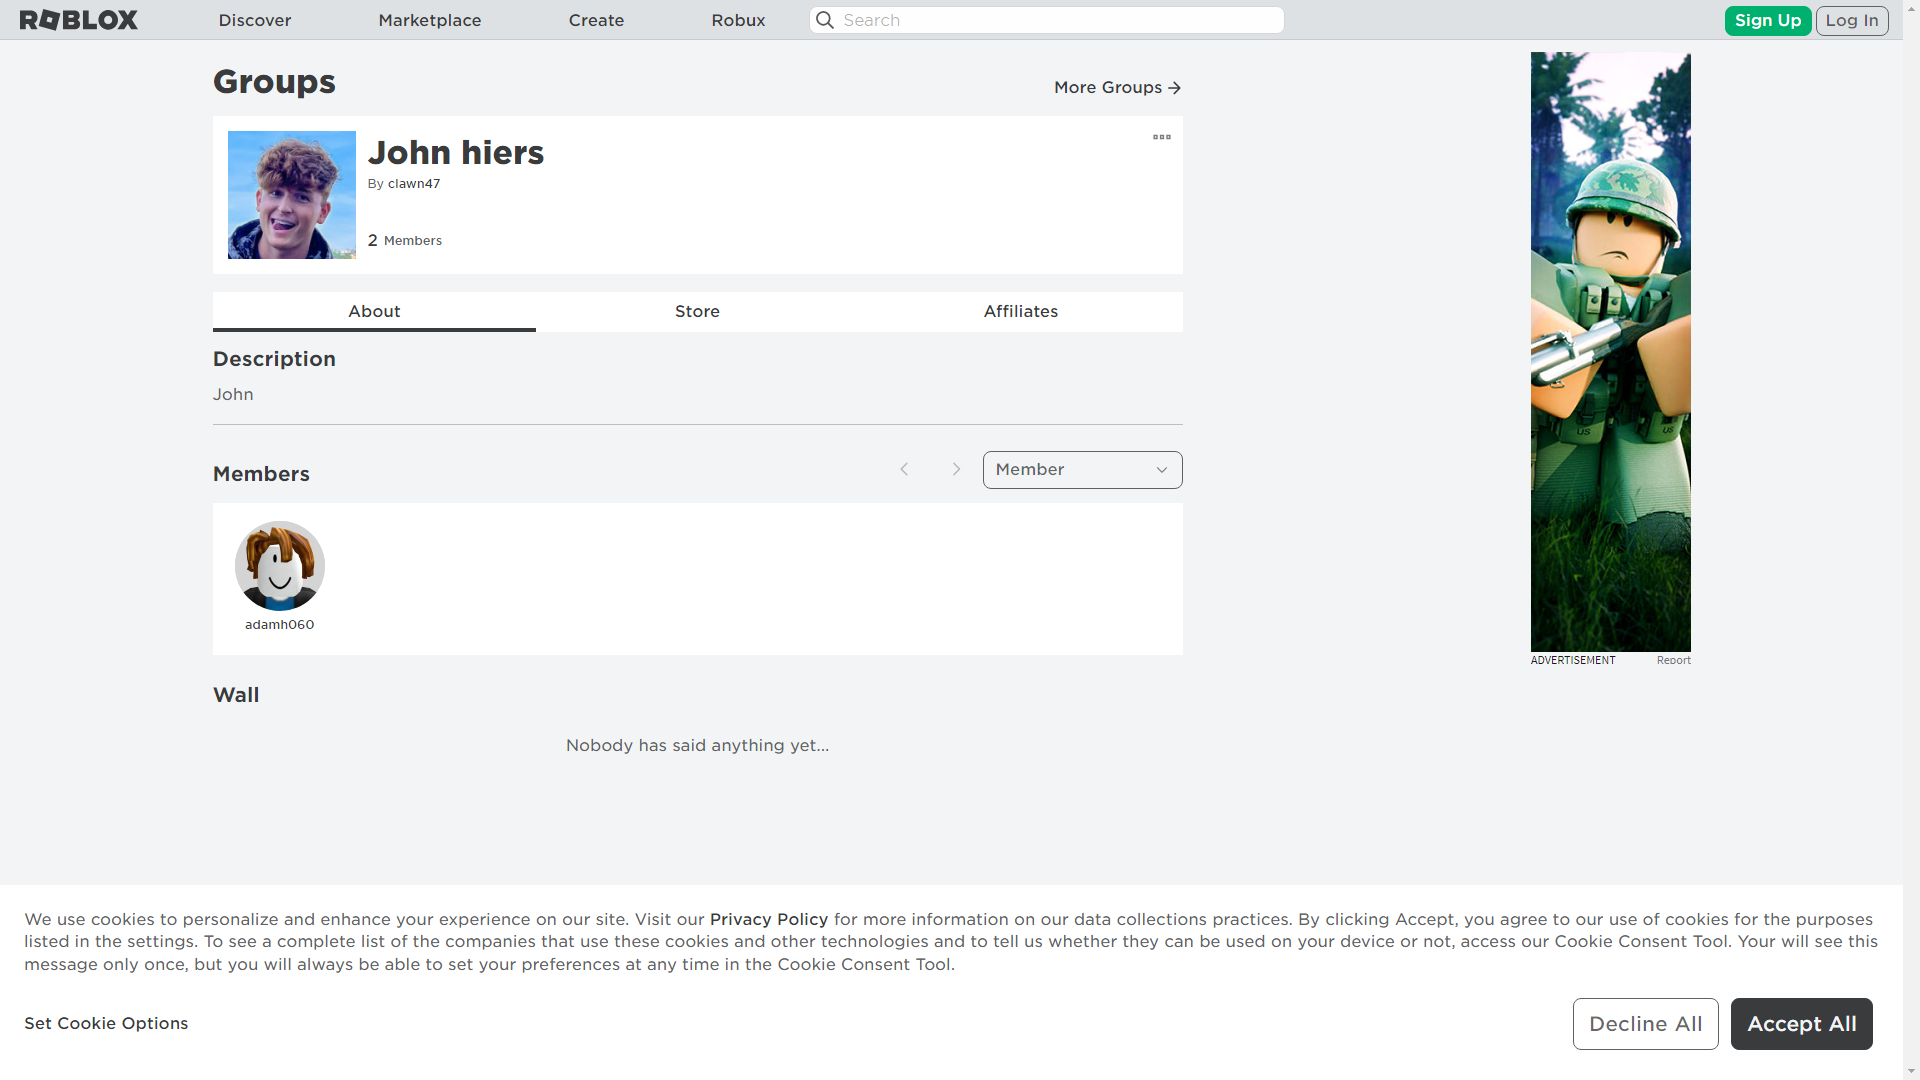 ROBLOX Discover Marketplace Create Robux Search Sign Up Log In
Groups
More Groups
John hiers
By clawn47
2 Members
About Store Affiliates
Description
John
Members
Member
adamh060
Wall
Nobody has said anything yet...
US US
ADVERTISEMENT Report
We use cookies to personalize and enhance your experience on our site. Visit our Privacy Policy for more information on our data collections practices. By clicking Accept, you agree to our use of cookies for the purposes
listed in the settings. To see a complete list of the companies that use these cookies and other technologies and to tell us whether they can be used on your device or not, access our Cookie Consent Tool. Your will see this
message only once, but you will always be able to set your preferences at any time in the Cookie Consent Tool.
Set Cookie Options
Decline All
Accept All